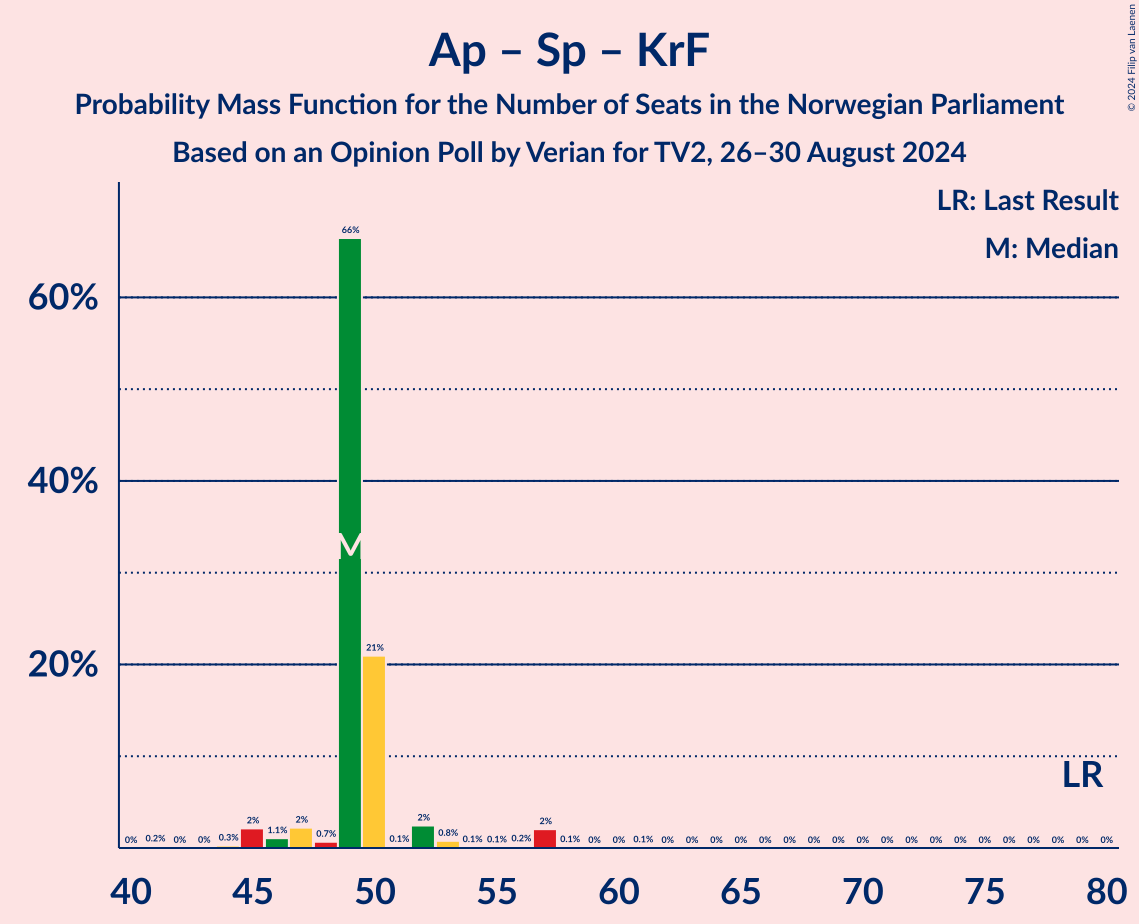 Ap – Sp – KrF
Probability Mass Function for the Number of Seats in the Norwegian Parliament
Based on an Opinion Poll by Verian for TV2, 26–30 August 2024
© 2024 Filip van Laenen
LR: Last Result
M: Median
66%
60%
40%
M
21%
20%
LR
0% 0.2% 0% 0% 0.3% 2% 1.1% 2% 0.7% 0.1% 2% 0.8% 0.1% 0.1% 0.2% 2% 0.1% 0% 0% 0.1% 0% 0% 0% 0% 0% 0% 0% 0% 0% 0% 0% 0% 0% 0% 0% 0% 0% 0% 0%
40 45 50 55 60 65 70 75 80